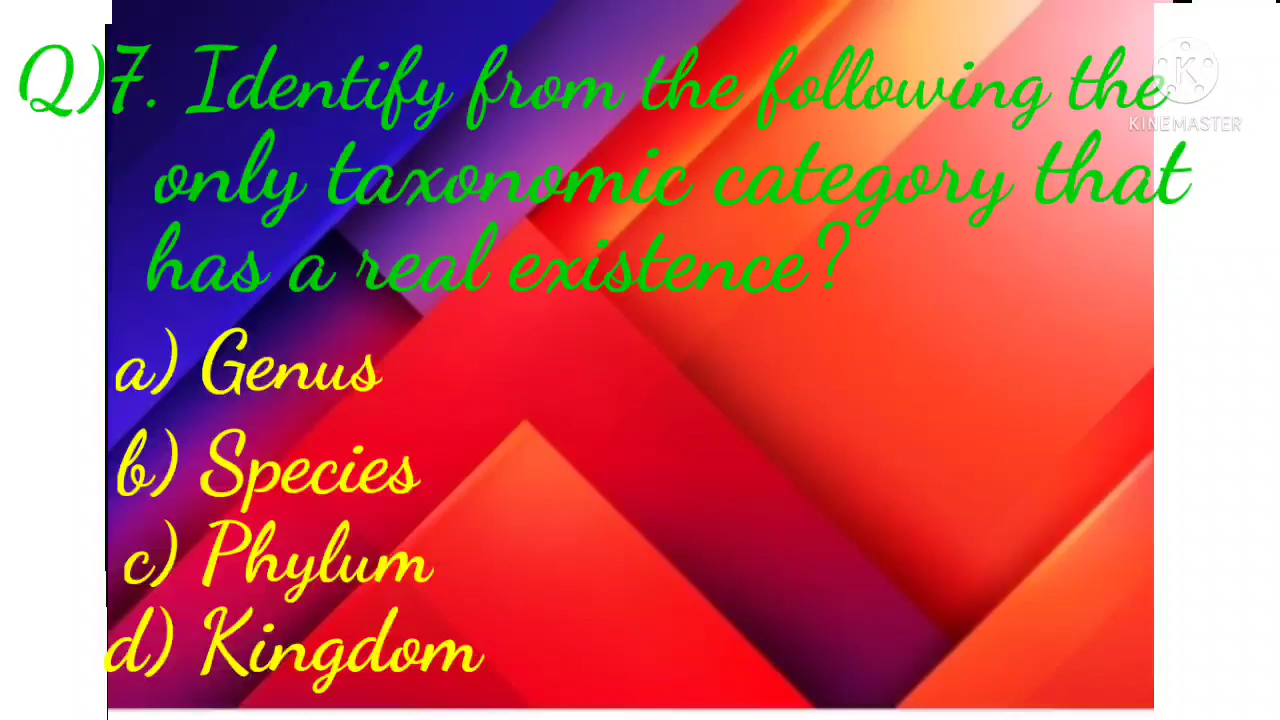 Q)7. Identify from the following the
only taxonomic category that
has a real existence?
a) Genus
b) Species
c) Phylum
d) Kingdom
K
KINEMASTER